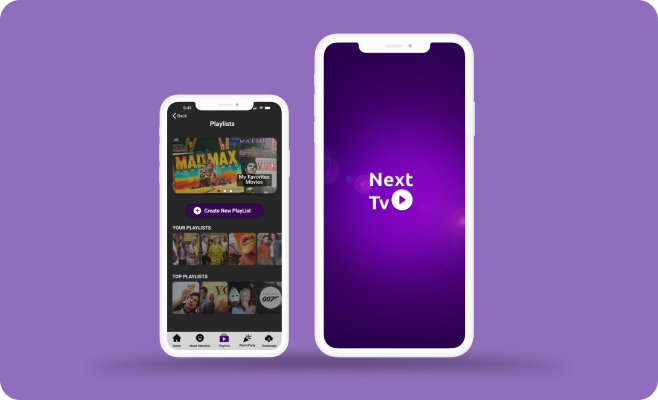 9:41
Back
Playlists
MAD MAX
My Favorites
Movies
Create New PlayList
YOUR PLAYLISTS
TOP PLAYLISTS
007
Home
Mood Selection
Playlists
Watch Party
Downloads
Next
Tv